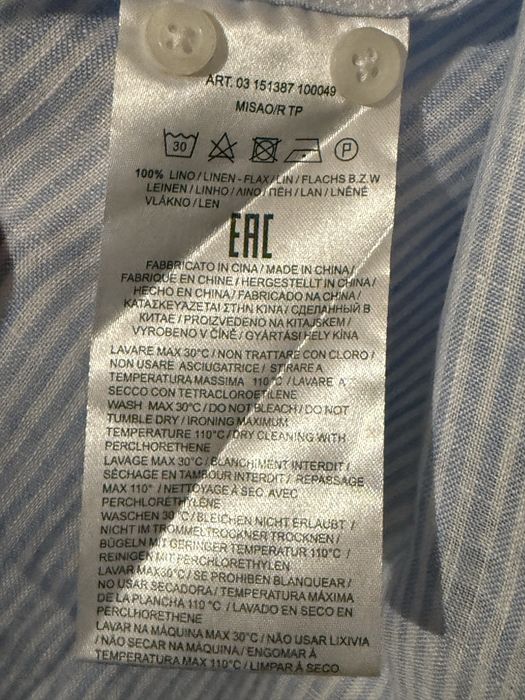 ART. 03 151387 100049
MISAO/R TP
30
P
100% LINO / LINEN - FLAX / LIN / FLACHS B.Z.W
LEINEN / LINHO / ΛΙΝΟ / ПЕН / LAN / LNĚNÉ
VLÁKNO / LEN
EAC
FABBRICATO IN CINA / MADE IN CHINA /
FABRIQUE EN CHINE / HERGESTELLT IN CHINA /
HECHO EN CHINA / FABRICADO NA CHINA /
ΚΑΤΑΣΚΕΥΑΖΕΤΑΙ ΣΤΗΝ ΚΙΝΑ / СДЕЛАННЫЙ В
КИТАЕ / PROIZVEDENO NA KITAJSKEM /
VYROBENO V ČÍNĚ / GYÁRTÁSI HELY KÍNA
LAVARE MAX 30°C / NON TRATTARE CON CLORO /
NON USARE ASCIUGATRICE / STIRARE A
TEMPERATURA MASSIMA 110°C / LAVARE A
SECCO CON TETRACLOROETILENE
WASH MAX 30°C / DO NOT BLEACH / DO NOT
TUMBLE DRY / IRONING MAXIMUM
TEMPERATURE 110°C / DRY CLEANING WITH
PERCLHORETHENE
LAVAGE MAX 30°C / BLANCHIMENT INTERDIT /
SÉCHAGE EN TAMBOUR INTERDIT / REPASSAGE
MAX 110° / NETTOYAGE À SEC AVEC
PERCHLORÉTHYLÈNE
WASCHEN 30°C / BLEICHEN NICHT ERLAUBT /
NICHT IM TROMMELTROCKNER TROCKNEN /
BÜGELN MIT GERINGER TEMPERATUR 110°C /
REINIGEN MIT PERCHLORETHYLEN
LAVAR MAX30°C / SE PROHIBEN BLANQUEAR /
NO USAR SECADORA / TEMPERATURA MÁXIMA
DE LA PLANCHA 110 °C / LAVADO EN SECO EN
PERCLHORETHENE
LAVAR NA MÁQUINA MAX 30°C / NÃO USAR LIXIVIA
/ NÃO SECAR NA MÁQUINA / ENGOMAR Á
TEMPERATURA MAX 110°C / LIMPAR Á SECO